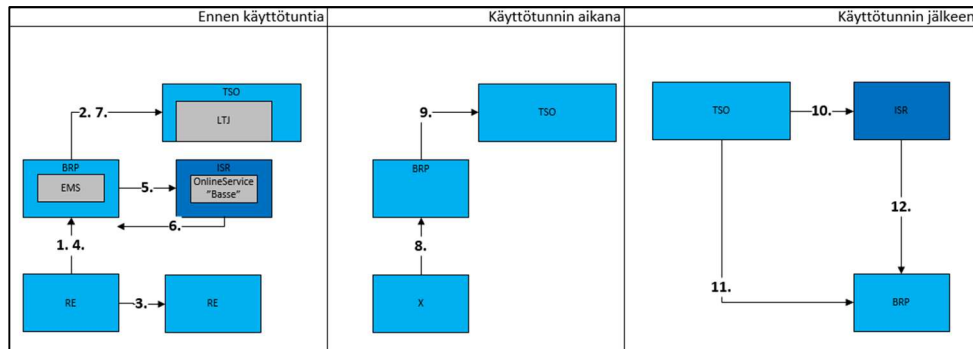 Ennen käyttötuntia
Käyttötunnin aikana
Käyttötunnin jälkeen
TSO
LTJ
2. 7.
BRP
EMS
5.
ISR
OnlineService
"Basse"
6.
1. 4.
RE
3.
RE
9.
TSO
BRP
8.
X
TSO
10.
ISR
12.
11.
BRP